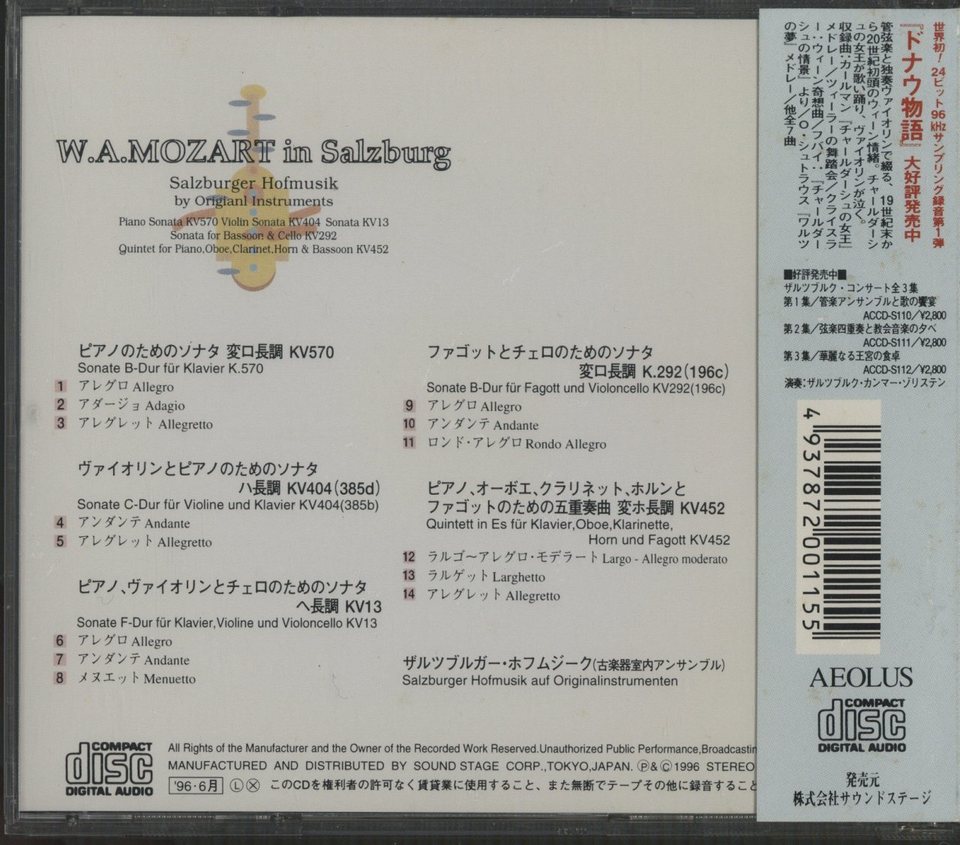 W.A.MOZART in Salzburg
Salzburger Hofmusik
by Origianl Instruments
Piano Sonata KV570 Violin Sonata KV404 Sonata KV13
Sonata for Bassoon & Cello KV292
Quintet for Piano,Oboe,Clarinet,Horn & Bassoon KV452
ピアノのためのソナタ 変ロ長調 KV570
Sonate B-Dur für Klavier K.570
1 アレグロ Allegro
2 アダージョ Adagio
3 アレグレット Allegretto
ヴァイオリンとピアノのためのソナタ
ハ長調 KV404(385d)
Sonate C-Dur für Violine und Klavier KV404(385b)
4 アンダンテ Andante
5 アレグレット Allegretto
ピアノ、ヴァイオリンとチェロのためのソナタ
ヘ長調 KV13
Sonate F-Dur für Klavier,Violine und Violoncello KV13
6 アレグロ Allegro
7 アンダンテ Andante
8 メヌエット Menuetto
ファゴットとチェロのためのソナタ
変ロ長調 K.292(196c)
Sonate B-Dur für Fagott und Violoncello KV292(196c)
9 アレグロ Allegro
10 アンダンテ Andante
11 ロンド・アレグロ Rondo Allegro
ピアノ、オーボエ、クラリネット、ホルンと
ファゴットのための五重奏曲 変ホ長調 KV452
Quintett in Es für Klavier,Oboe,Klarinette,
Horn und Fagott KV452
12 ラルゴ〜アレグロ・モデラート Largo - Allegro moderato
13 ラルゲット Larghetto
14 アレグレット Allegretto
ザルツブルガー・ホフムジーク(古楽器室内アンサンブル)
Salzburger Hofmusik auf Originalinstrumenten
COMPACT
disc
DIGITAL AUDIO
All Rights of the Manufacturer and the Owner of the Recorded Work Reserved.Unauthorized Public Performance,Broadcasting
MANUFACTURED AND DISTRIBUTED BY SOUND STAGE CORP.,TOKYO,JAPAN. Ⓟ&Ⓒ1996 STEREO
'96・6月 Ⓛ Ⓧ このCDを権利者の許可なく賃貸業に使用すること、また無断でテープその他に録音すること
世界初！24ビット96kHzサンプリング録音第1弾
『ドナウ物語』大好評発売中
管弦楽と独奏ヴァイオリンで綴る、19世紀末か
ら20世紀初頭のウィーン情緒。チャールダーシ
ュの女王が歌い踊り、ヴァイオリンが泣く。
収録曲:カールマン『チャールダーシュの女王』
メドレー/ツィーラーの舞踏会/クライスラ
ー:ウィーン奇想曲/フバイ:『チャールダー
シュの情景』より/O・シュトラウス『ワルツ
の夢』メドレー/他全7曲
■好評発売中■
ザルツブルク・コンサート全3集
第1集/管楽アンサンブルと歌の饗宴
ACCD-S110/¥2,800
第2集/弦楽四重奏と教会音楽の夕べ
ACCD-S111/¥2,800
第3集/華麗なる王宮の食卓
ACCD-S112/¥2,800
演奏:ザルツブルク・カンマー・ゾリステン
4 937872 001155
AEOLUS
COMPACT
disc
DIGITAL AUDIO
発売元
株式会社サウンドステージ